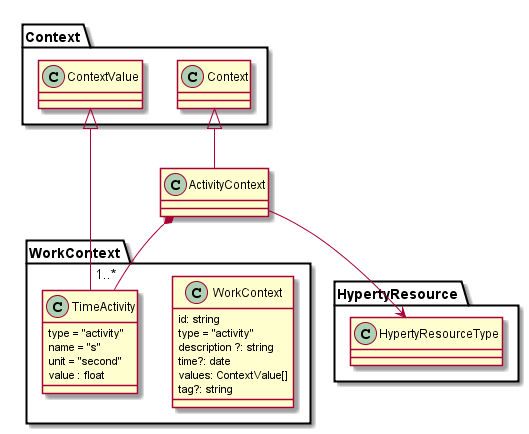 Context
C ContextValue
C Context
C ActivityContext
WorkContext
1..*
C TimeActivity
type = "activity"
name = "s"
unit = "second"
value : float
C WorkContext
id: string
type = "activity"
description ?: string
time?: date
values: ContextValue[]
tag?: string
HypertyResource
C HypertyResourceType